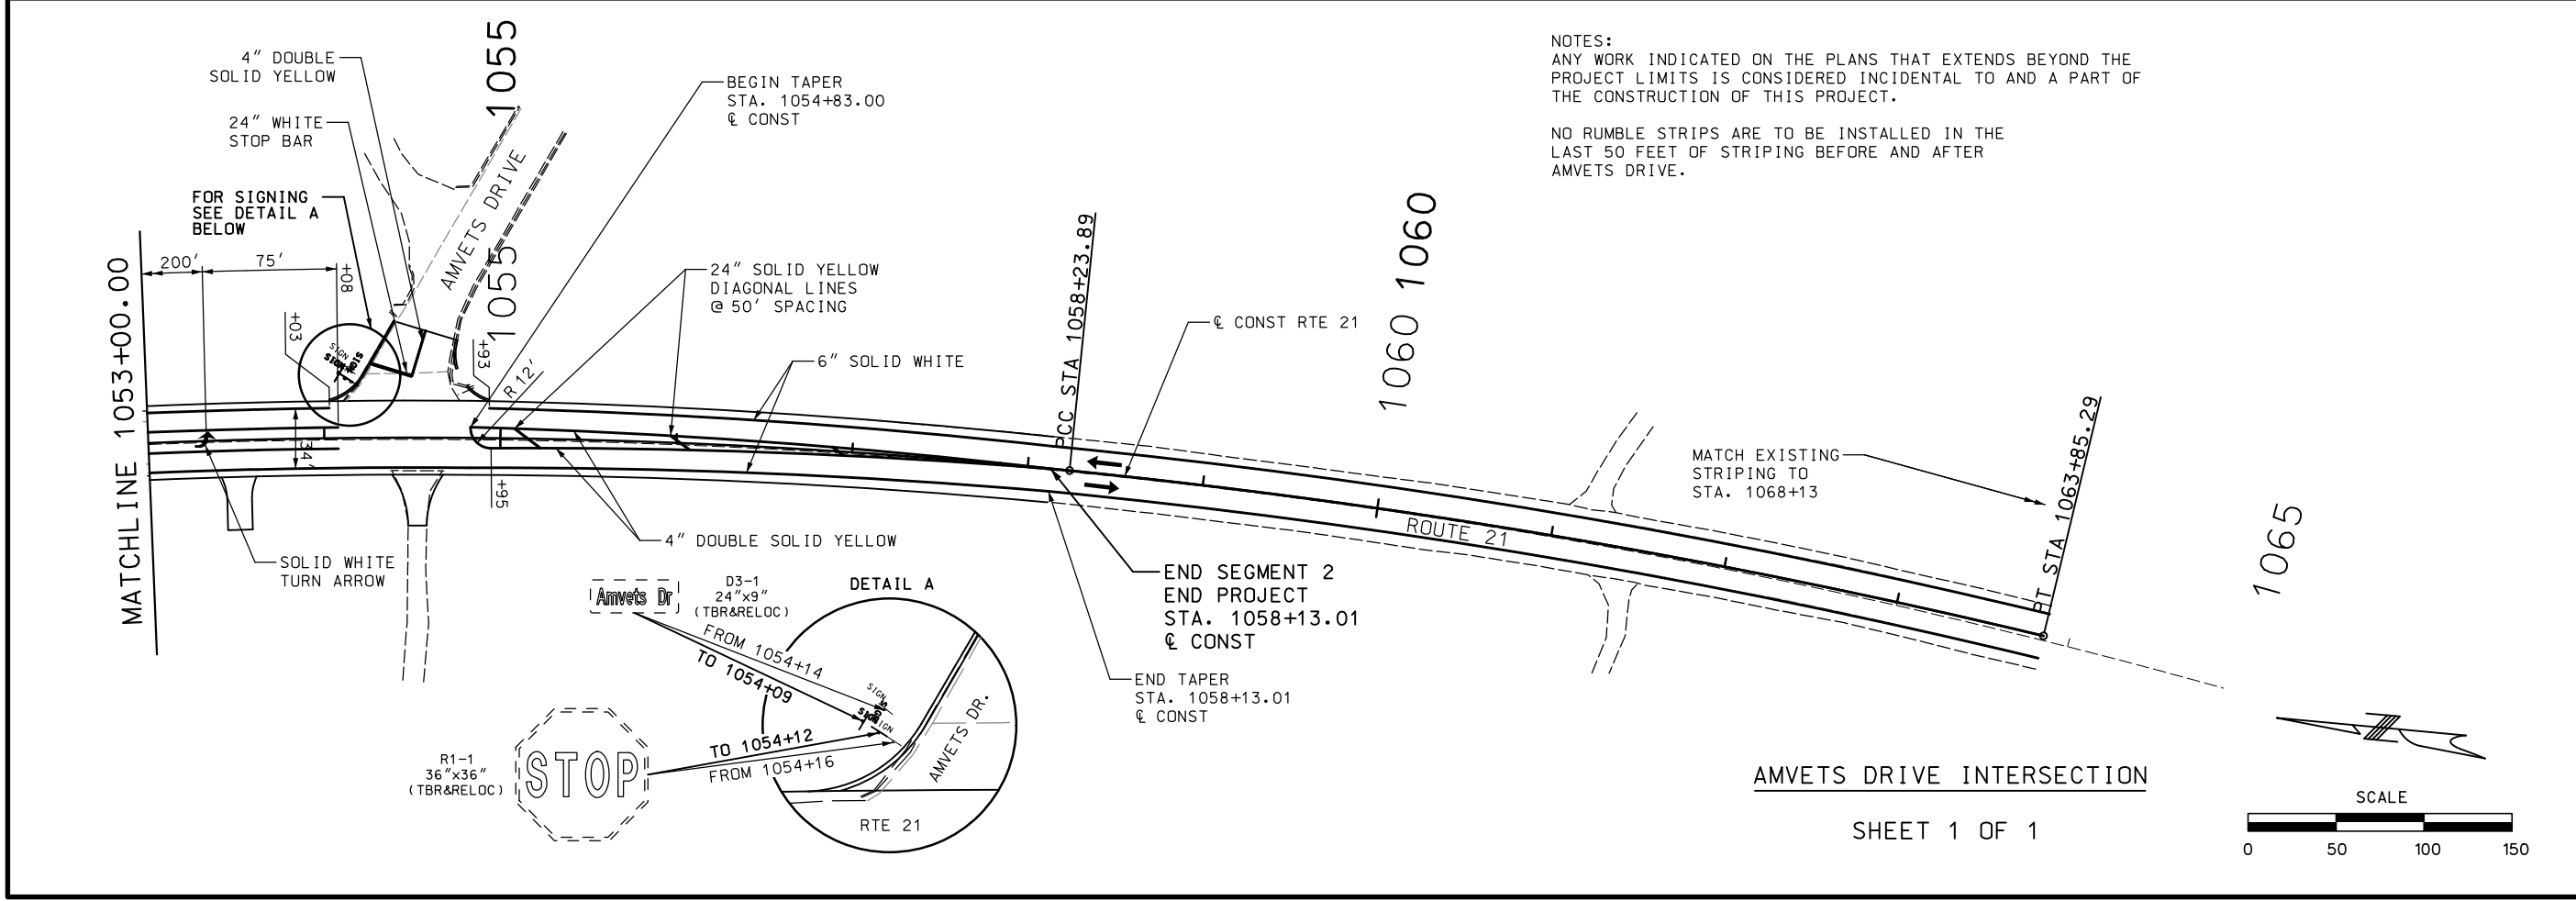 NOTES:
ANY WORK INDICATED ON THE PLANS THAT EXTENDS BEYOND THE
PROJECT LIMITS IS CONSIDERED INCIDENTAL TO AND A PART OF
THE CONSTRUCTION OF THIS PROJECT.
NO RUMBLE STRIPS ARE TO BE INSTALLED IN THE
LAST 50 FEET OF STRIPING BEFORE AND AFTER
AMVETS DRIVE.
4" DOUBLE
SOLID YELLOW
24" WHITE
STOP BAR
FOR SIGNING
SEE DETAIL A
BELOW
1055
AMVETS DRIVE
1055
BEGIN TAPER
STA. 1054+83.00
℄ CONST
MATCHLINE 1053+00.00
200'
75'
+08
+03
SIGN
SIGN
+93
R 12'
34'
+95
24" SOLID YELLOW
DIAGONAL LINES
@ 50' SPACING
6" SOLID WHITE
PCC STA 1058+23.89
℄ CONST RTE 21
1060
1060
MATCH EXISTING
STRIPING TO
STA. 1068+13
PT STA 1063+85.29
1065
ROUTE 21
SOLID WHITE
TURN ARROW
4" DOUBLE SOLID YELLOW
END SEGMENT 2
END PROJECT
STA. 1058+13.01
℄ CONST
END TAPER
STA. 1058+13.01
℄ CONST
Amvets Dr
D3-1
24"x9"
(TBR&RELOC)
DETAIL A
FROM 1054+14
TO 1054+09
SIGN
SIGN
SIGN
TO 1054+12
FROM 1054+16
AMVETS DR.
RTE 21
R1-1
36"x36"
(TBR&RELOC)
STOP
AMVETS DRIVE INTERSECTION
SHEET 1 OF 1
SCALE
0 50 100 150